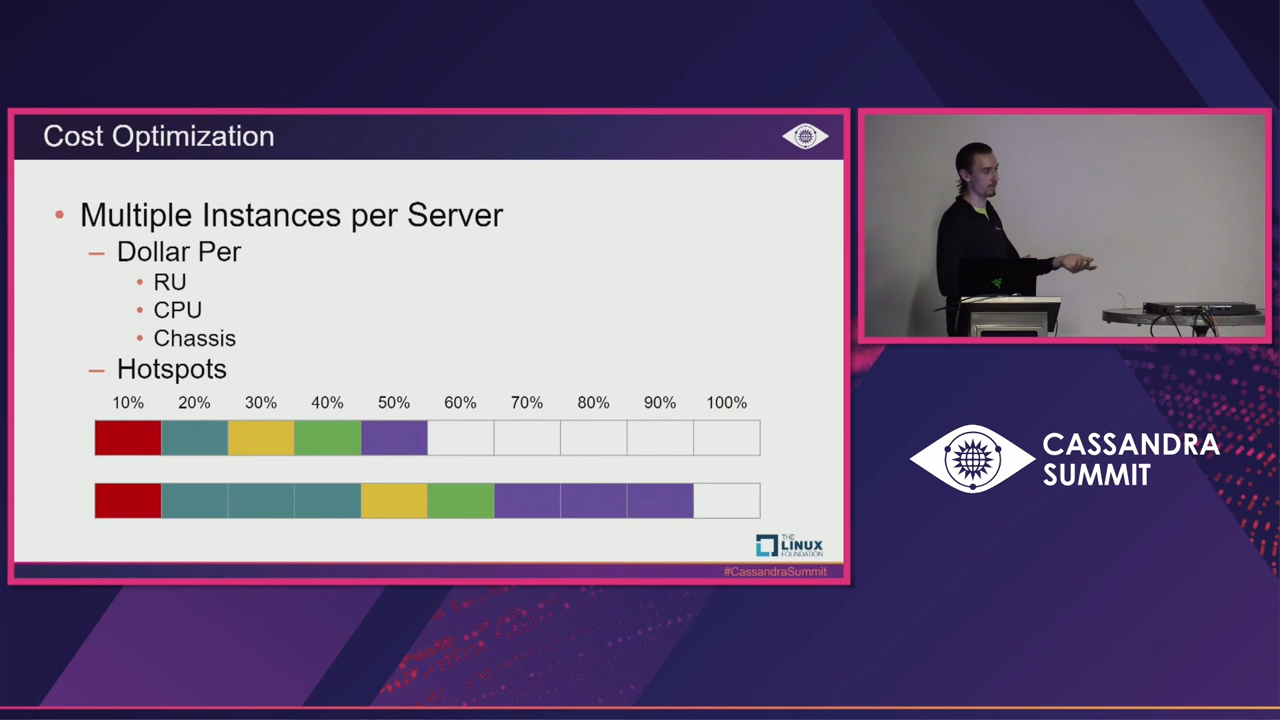 Cost Optimization
• Multiple Instances per Server
– Dollar Per
• RU
• CPU
• Chassis
– Hotspots
10% 20% 30% 40% 50% 60% 70% 80% 90% 100%
THE
LINUX
FOUNDATION
#CassandraSummit
CASSANDRA
SUMMIT